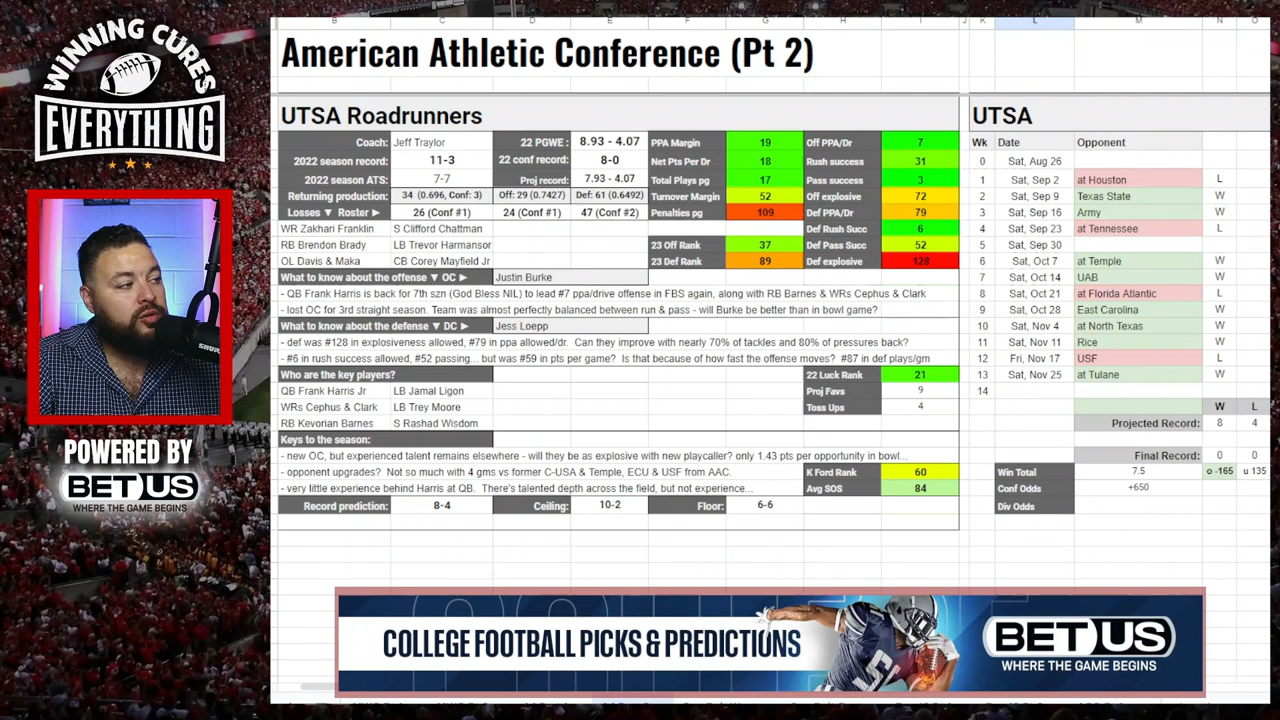 WINNING CURES
EVERYTHING
POWERED BY
BETUS
WHERE THE GAME BEGINS
B C D E F G H I J K L M N O
American Athletic Conference (Pt 2)
UTSA Roadrunners
Coach: Jeff Traylor 22 PGWE : 8.93 - 4.07 PPA Margin 19 Off PPA/Dr 7
2022 season record: 11-3 22 conf record: 8-0 Net Pts Per Dr 18 Rush success 31
2022 season ATS: 7-7 Proj record: 7.93 - 4.07 Total Plays pg 17 Pass success 3
Returning production: 34 (0.696, Conf: 3) Off: 29 (0.7427) Def: 61 (0.6492) Turnover Margin 52 Off explosive 72
Losses ▼ Roster ► 26 (Conf #1) 24 (Conf #1) 47 (Conf #2) Penalties pg 109 Def PPA/Dr 79
WR Zakhari Franklin S Clifford Chattman Def Rush Succ 6
RB Brendon Brady LB Trevor Harmanson 23 Off Rank 37 Def Pass Succ 52
OL Davis & Maka CB Corey Mayfield Jr 23 Def Rank 89 Def explosive 128
What to know about the offense ▼ OC ► Justin Burke
- QB Frank Harris is back for 7th szn (God Bless NIL) to lead #7 ppa/drive offense in FBS again, along with RB Barnes & WRs Cephus & Clark
- lost OC for 3rd straight season. Team was almost perfectly balanced between run & pass - will Burke be better than in bowl game?
What to know about the defense ▼ DC ► Jess Loepp
- def was #128 in explosiveness allowed, #79 in ppa allowed/dr. Can they improve with nearly 70% of tackles and 80% of pressures back?
- #6 in rush success allowed, #52 passing... but was #59 in pts per game? Is that because of how fast the offense moves? #87 in def plays/gm
Who are the key players? 22 Luck Rank 21
QB Frank Harris Jr LB Jamal Ligon Proj Favs 9
WRs Cephus & Clark LB Trey Moore Toss Ups 4
RB Kevorian Barnes S Rashad Wisdom
Keys to the season:
- new OC, but experienced talent remains elsewhere - will they be as explosive with new playcaller? only 1.43 pts per opportunity in bowl...
- opponent upgrades? Not so much with 4 gms vs former C-USA & Temple, ECU & USF from AAC. K Ford Rank 60
- very little experience behind Harris at QB. There's talented depth across the field, but not experience... Avg SOS 84
Record prediction: 8-4 Ceiling: 10-2 Floor: 6-6
UTSA
Wk Date Opponent
0 Sat, Aug 26
1 Sat, Sep 2 at Houston L
2 Sat, Sep 9 Texas State W
3 Sat, Sep 16 Army W
4 Sat, Sep 23 at Tennessee L
5 Sat, Sep 30
6 Sat, Oct 7 at Temple W
7 Sat, Oct 14 UAB W
8 Sat, Oct 21 at Florida Atlantic L
9 Sat, Oct 28 East Carolina W
10 Sat, Nov 4 at North Texas W
11 Sat, Nov 11 Rice W
12 Fri, Nov 17 USF L
13 Sat, Nov 25 at Tulane W
14
W L
Projected Record: 8 4
Final Record: 0 0
Win Total 7.5 o -165 u 135
Conf Odds +650
Div Odds
COLLEGE FOOTBALL PICKS & PREDICTIONS
BETUS
WHERE THE GAME BEGINS